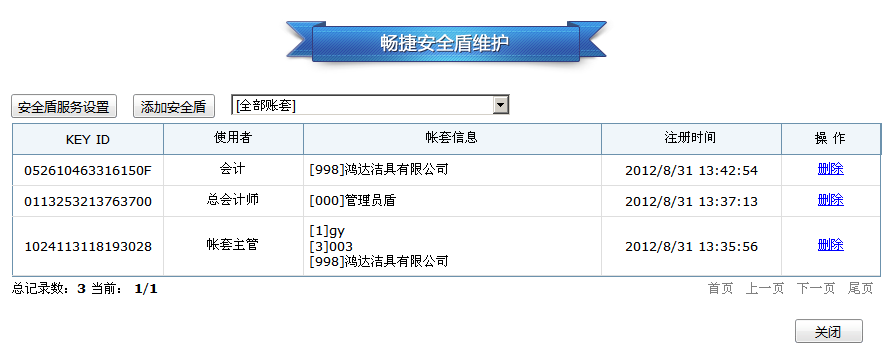 畅捷安全盾维护
安全盾服务设置 添加安全盾 [全部账套]
KEY ID 使用者 帐套信息 注册时间 操 作
052610463316150F 会计 [998]鸿达洁具有限公司 2012/8/31 13:42:54 删除
0113253213763700 总会计师 [000]管理员盾 2012/8/31 13:37:13 删除
1024113118193028 帐套主管 [1]gy 2012/8/31 13:35:56 删除
[3]003
[998]鸿达洁具有限公司
总记录数：3 当前： 1/1 首页 上一页 下一页 尾页
关闭